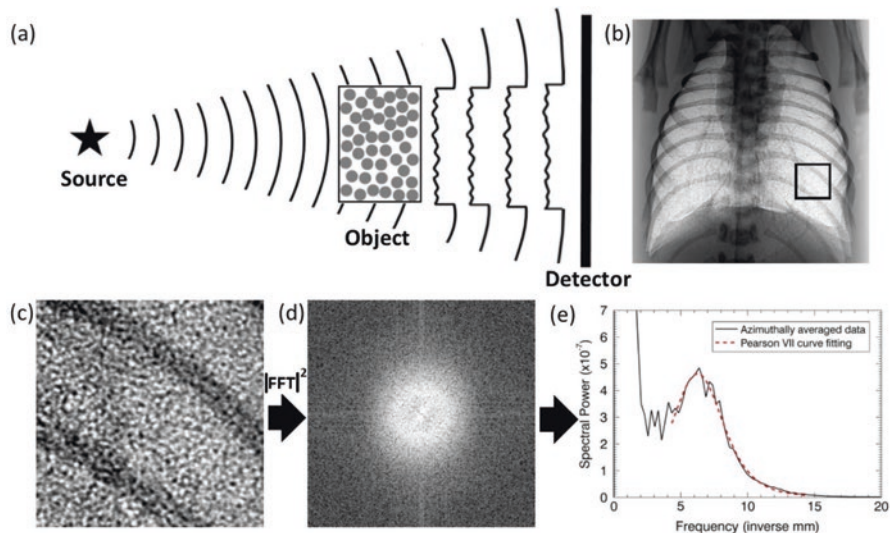 (a)
Source
Object
Detector
(b)
(c)
|FFT|²
(d)
(e)
Spectral Power (x10⁻⁷)
7
6
5
4
3
2
1
0
Azimuthally averaged data
Pearson VII curve fitting
0
5
10
15
20
Frequency (inverse mm)